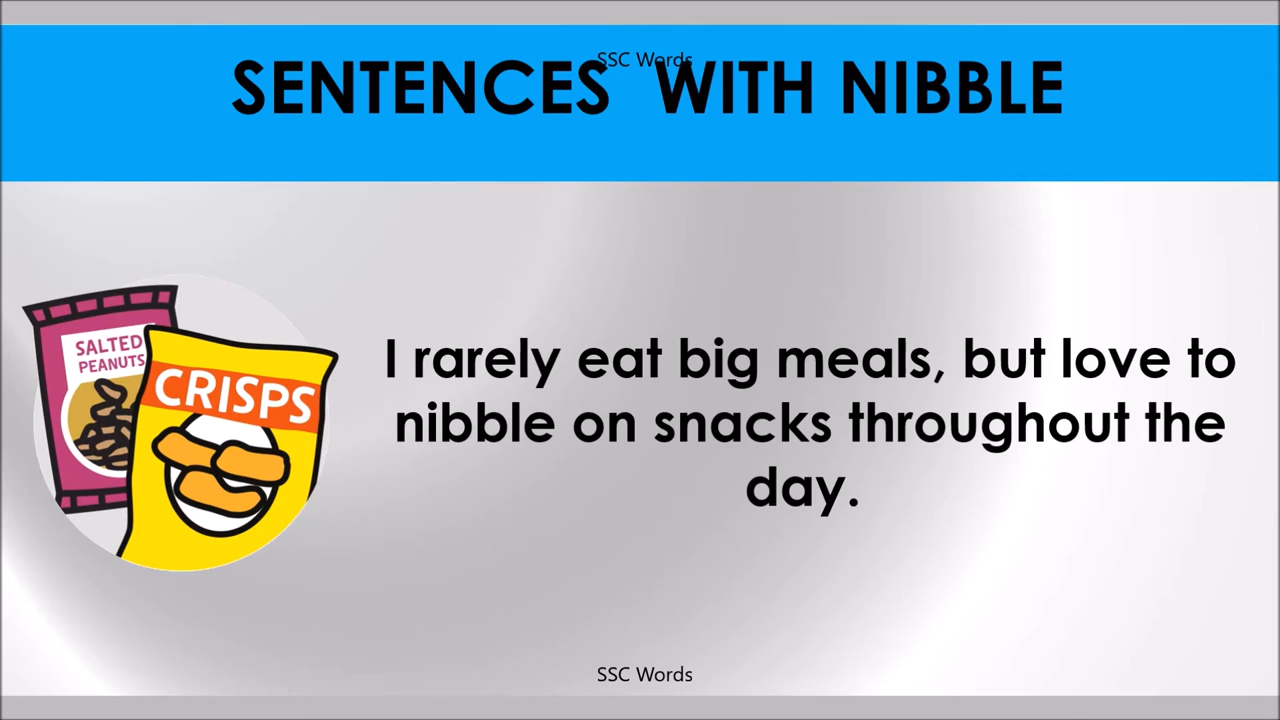 SSC Words
SENTENCES WITH NIBBLE
SALTED
PEANUTS
CRISPS
I rarely eat big meals, but love to
nibble on snacks throughout the
day.
SSC Words